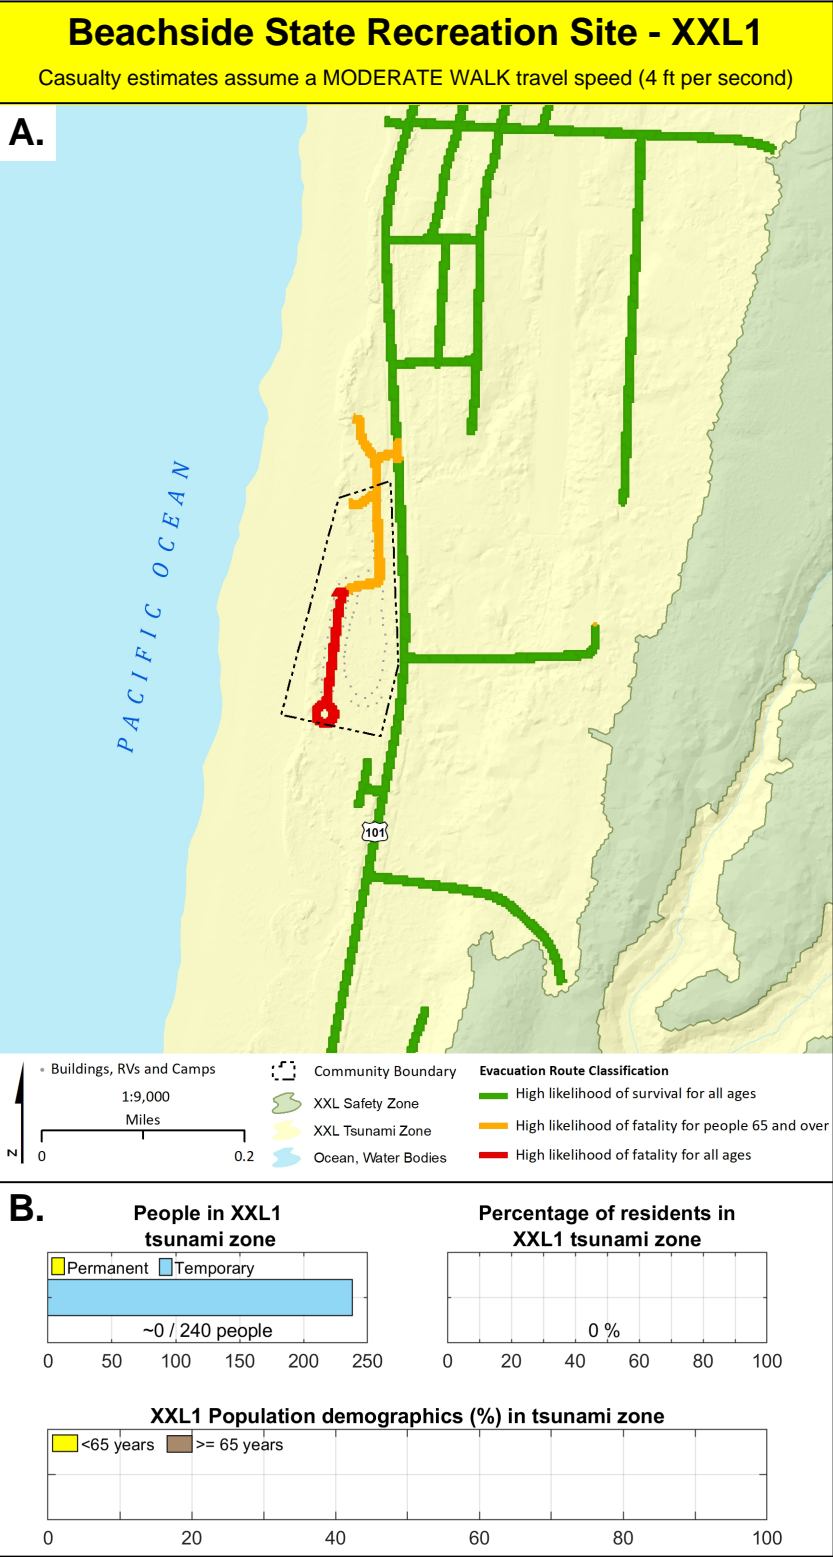 Beachside State Recreation Site - XXL1
Casualty estimates assume a MODERATE WALK travel speed (4 ft per second)
A.
PACIFIC OCEAN
101
N
Buildings, RVs and Camps
1:9,000
Miles
0 0.2
Community Boundary
XXL Safety Zone
XXL Tsunami Zone
Ocean, Water Bodies
Evacuation Route Classification
High likelihood of survival for all ages
High likelihood of fatality for people 65 and over
High likelihood of fatality for all ages
B.
People in XXL1
tsunami zone
Permanent Temporary
~0 / 240 people
0 50 100 150 200 250
Percentage of residents in
XXL1 tsunami zone
0 %
0 20 40 60 80 100
XXL1 Population demographics (%) in tsunami zone
<65 years >= 65 years
0 20 40 60 80 100